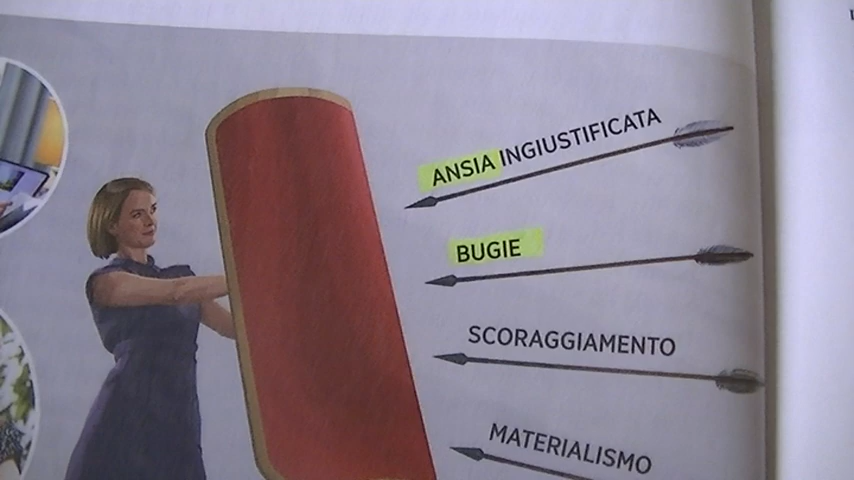 ANSIA INGIUSTIFICATA
BUGIE
SCORAGGIAMENTO
MATERIALISMO